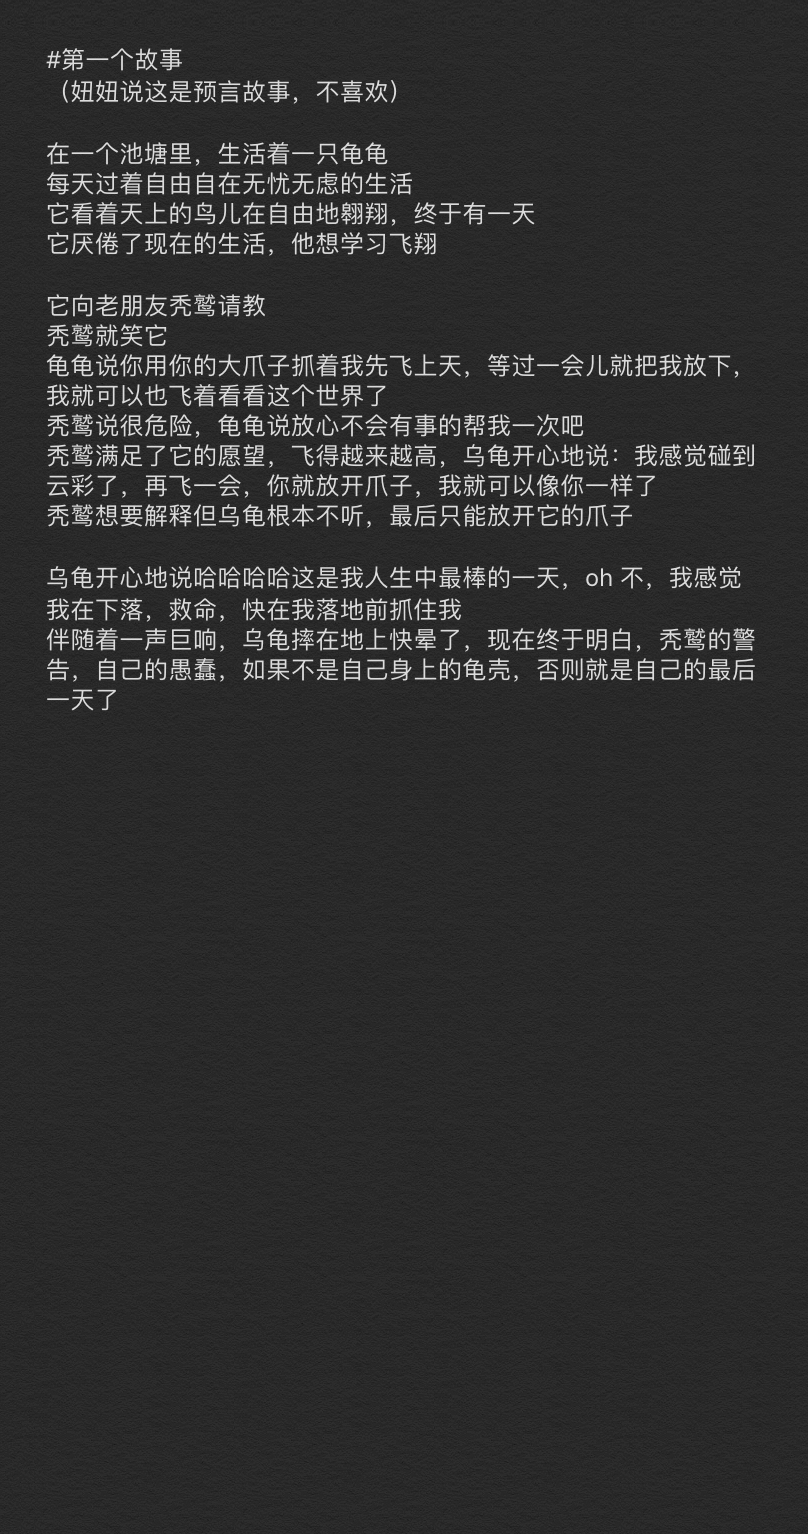 #第一个故事
（妞妞说这是预言故事，不喜欢）
在一个池塘里，生活着一只龟龟
每天过着自由自在无忧无虑的生活
它看着天上的鸟儿在自由地翱翔，终于有一天
它厌倦了现在的生活，他想学习飞翔
它向老朋友秃鹫请教
秃鹫就笑它
龟龟说你用你的大爪子抓着我先飞上天，等过一会儿就把我放下，
我就可以也飞着看看这个世界了
秃鹫说很危险，龟龟说放心不会有事的帮我一次吧
秃鹫满足了它的愿望，飞得越来越高，乌龟开心地说：我感觉碰到
云彩了，再飞一会，你就放开爪子，我就可以像你一样了
秃鹫想要解释但乌龟根本不听，最后只能放开它的爪子
乌龟开心地说哈哈哈哈这是我人生中最棒的一天，oh 不，我感觉
我在下落，救命，快在我落地前抓住我
伴随着一声巨响，乌龟摔在地上快晕了，现在终于明白，秃鹫的警
告，自己的愚蠢，如果不是自己身上的龟壳，否则就是自己的最后
一天了